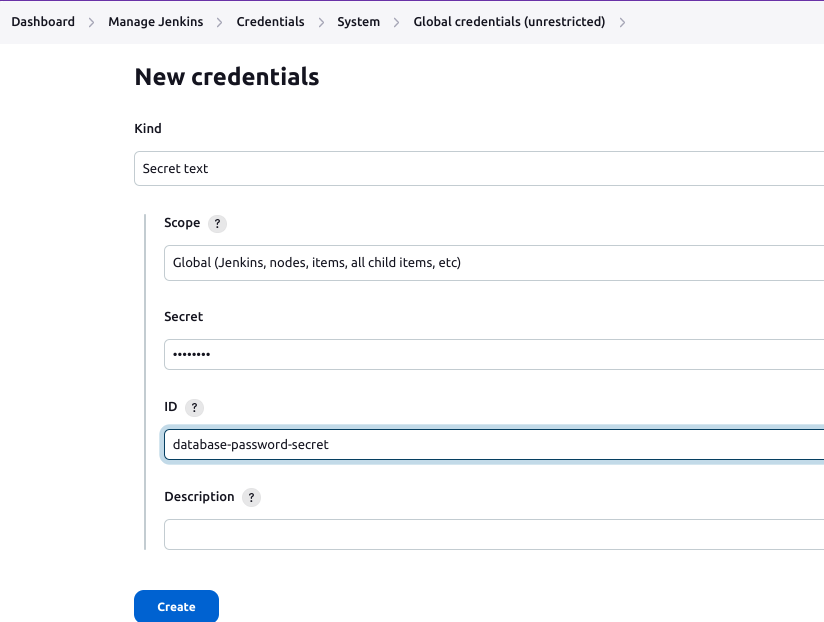 Dashboard > Manage Jenkins > Credentials > System > Global credentials (unrestricted) >
New credentials
Kind
Secret text
Scope ?
Global (Jenkins, nodes, items, all child items, etc)
Secret
••••••••
ID ?
database-password-secret
Description ?
Create